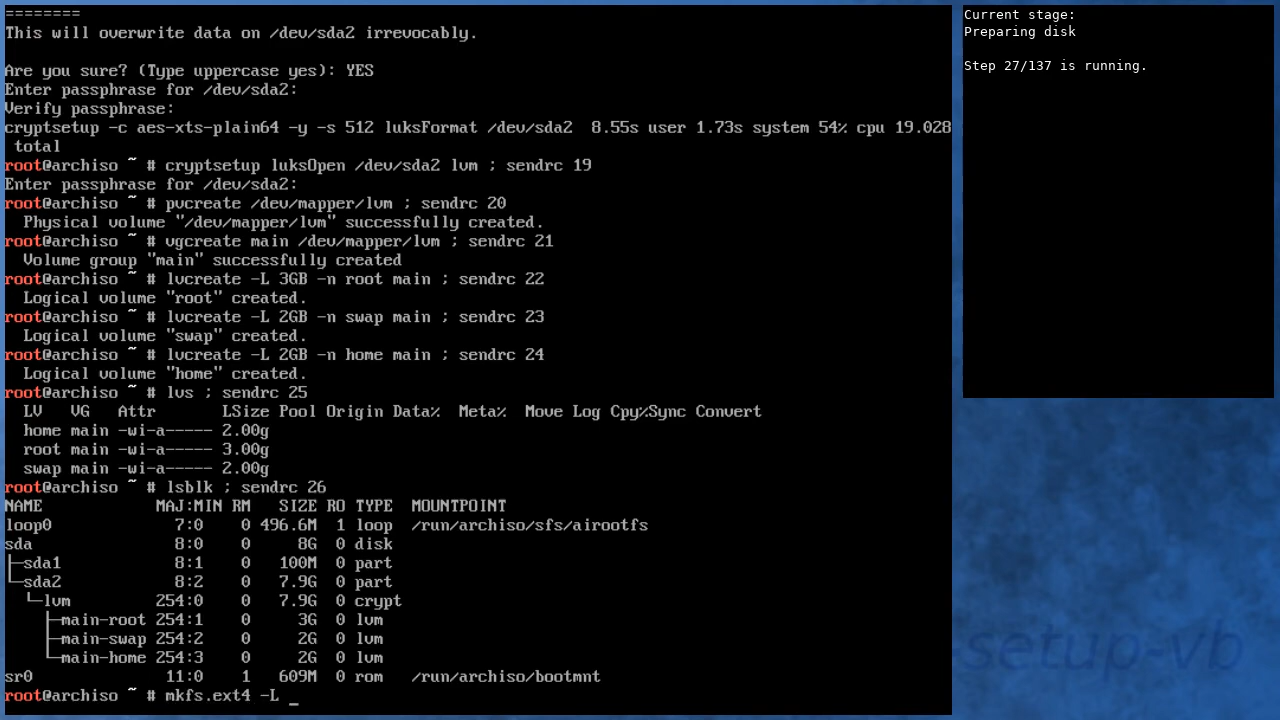 ========
This will overwrite data on /dev/sda2 irrevocably.
Are you sure? (Type uppercase yes): YES
Enter passphrase for /dev/sda2:
Verify passphrase:
cryptsetup -c aes-xts-plain64 -y -s 512 luksFormat /dev/sda2  8.55s user 1.73s system 54% cpu 19.028
 total
root@archiso ~ # cryptsetup luksOpen /dev/sda2 lvm ; sendrc 19
Enter passphrase for /dev/sda2:
root@archiso ~ # pvcreate /dev/mapper/lvm ; sendrc 20
  Physical volume "/dev/mapper/lvm" successfully created.
root@archiso ~ # vgcreate main /dev/mapper/lvm ; sendrc 21
  Volume group "main" successfully created
root@archiso ~ # lvcreate -L 3GB -n root main ; sendrc 22
  Logical volume "root" created.
root@archiso ~ # lvcreate -L 2GB -n swap main ; sendrc 23
  Logical volume "swap" created.
root@archiso ~ # lvcreate -L 2GB -n home main ; sendrc 24
  Logical volume "home" created.
root@archiso ~ # lvs ; sendrc 25
  LV   VG   Attr       LSize Pool Origin Data%  Meta%  Move Log Cpy%Sync Convert
  home main -wi-a----- 2.00g
  root main -wi-a----- 3.00g
  swap main -wi-a----- 2.00g
root@archiso ~ # lsblk ; sendrc 26
NAME            MAJ:MIN RM   SIZE RO TYPE  MOUNTPOINT
loop0             7:0    0 496.6M  1 loop  /run/archiso/sfs/airootfs
sda               8:0    0     8G  0 disk
├─sda1            8:1    0   100M  0 part
└─sda2            8:2    0   7.9G  0 part
  └─lvm         254:0    0   7.9G  0 crypt
    ├─main-root 254:1    0     3G  0 lvm
    ├─main-swap 254:2    0     2G  0 lvm
    └─main-home 254:3    0     2G  0 lvm
sr0              11:0    1   609M  0 rom   /run/archiso/bootmnt
root@archiso ~ # mkfs.ext4 -L _
Current stage:
Preparing disk
Step 27/137 is running.
setup-vb